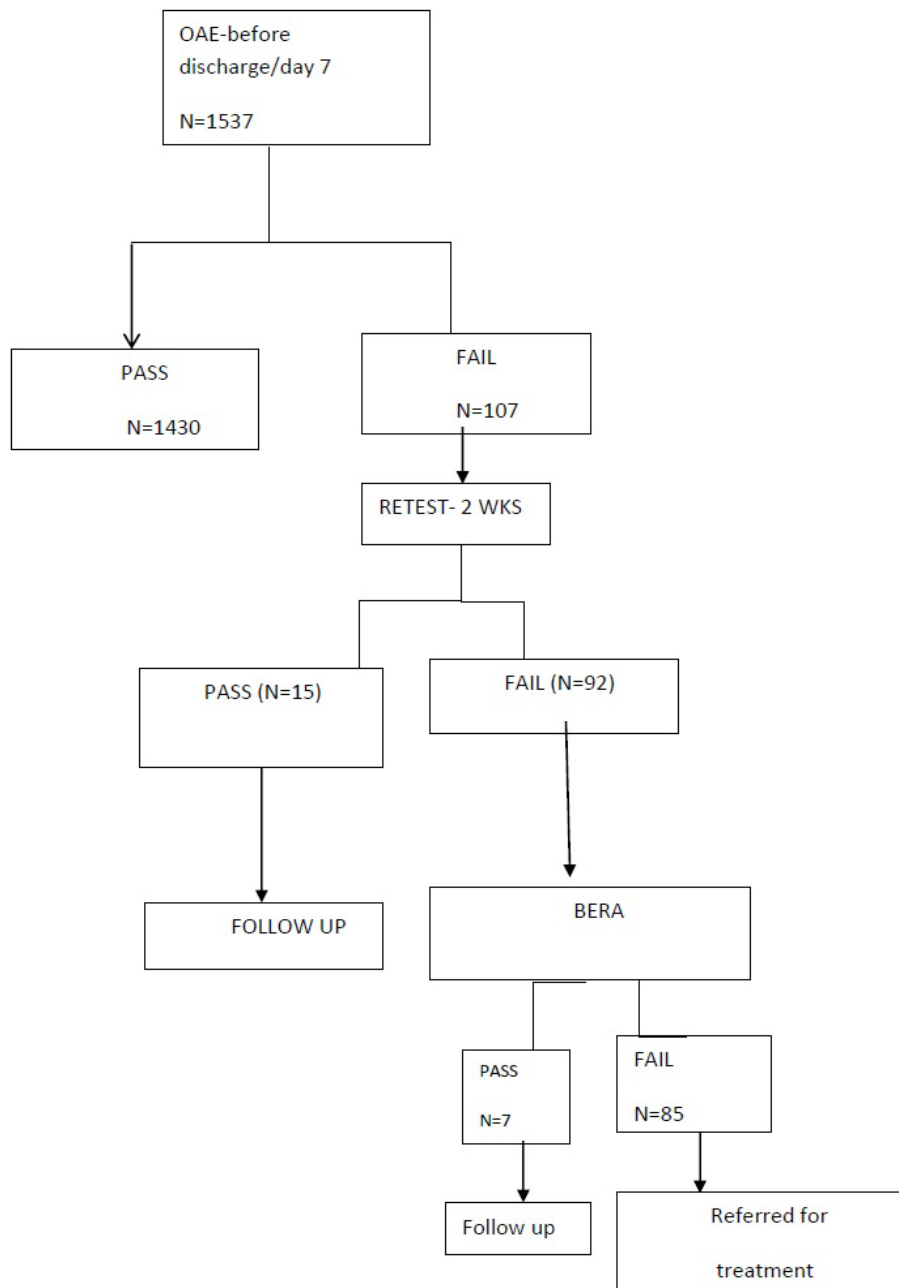 OAE-before
discharge/day 7
N=1537
PASS
N=1430
FAIL
N=107
RETEST- 2 WKS
PASS (N=15)
FAIL (N=92)
FOLLOW UP
BERA
PASS
N=7
FAIL
N=85
Follow up
Referred for
treatment